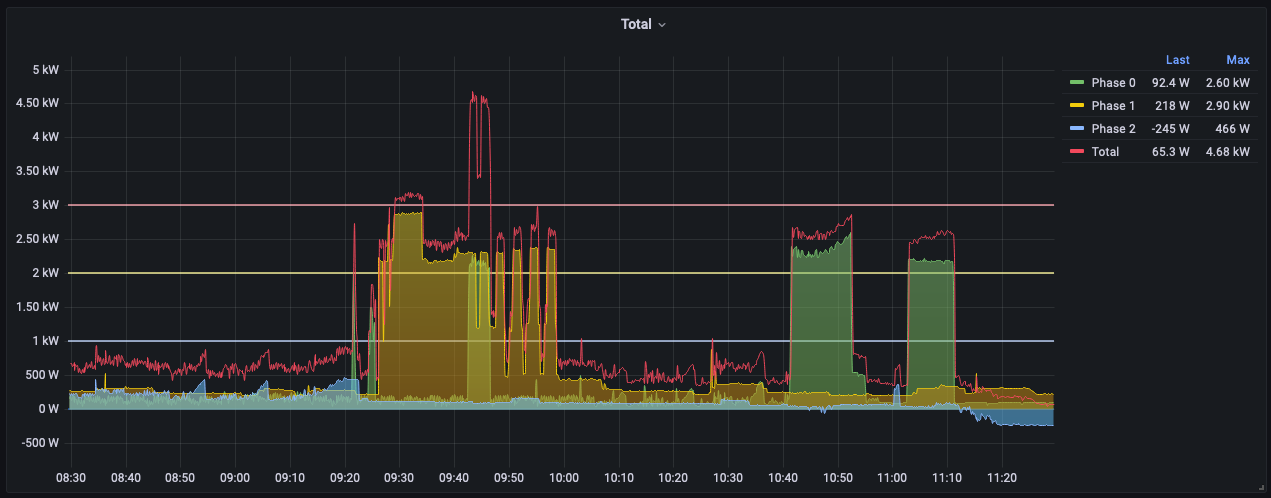 Total
Last Max
Phase 0 92.4 W 2.60 kW
Phase 1 218 W 2.90 kW
Phase 2 -245 W 466 W
Total 65.3 W 4.68 kW
5 kW
4.50 kW
4 kW
3.50 kW
3 kW
2.50 kW
2 kW
1.50 kW
1 kW
500 W
0 W
-500 W
08:30 08:40 08:50 09:00 09:10 09:20 09:30 09:40 09:50 10:00 10:10 10:20 10:30 10:40 10:50 11:00 11:10 11:20